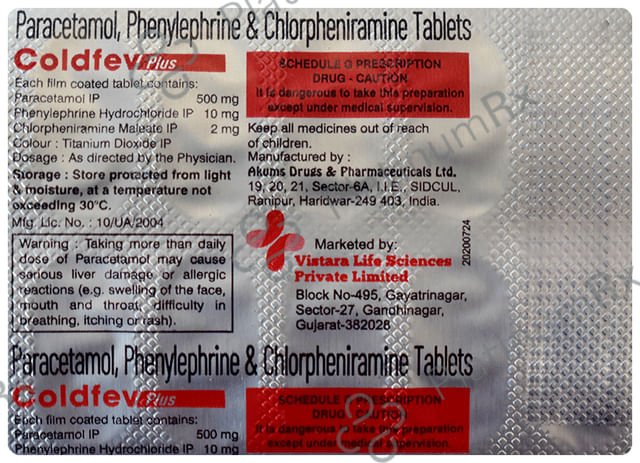 Paracetamol, Phenylephrine & Chlorpheniramine Tablets
Coldfev Plus
Each film coated tablet contains:
Paracetamol IP 500 mg
Phenylephrine Hydrochloride IP 10 mg
Chlorpheniramine Maleate IP 2 mg
Colour : Titanium Dioxide IP
Dosage : As directed by the Physician.
Storage : Store protected from light
& moisture, at a temperature not
exceeding 30°C.
Mfg. Lic. No. : 10/UA/2004
Warning : Taking more than daily
dose of Paracetamol may cause
serious liver damage or allergic
reactions (e.g. swelling of the face,
mouth and throat, difficulty in
breathing, itching or rash).
SCHEDULE G PRESCRIPTION
DRUG - CAUTION
It is dangerous to take this preparation
except under medical supervision.
Keep all medicines out of reach
of children.
Manufactured by :
Akums Drugs & Pharmaceuticals Ltd.
19, 20, 21, Sector-6A, I.I.E., SIDCUL,
Ranipur, Haridwar-249 403, India.
Marketed by:
Vistara Life Sciences
Private Limited
Block No-495, Gayatrinagar,
Sector-27, Gandhinagar,
Gujarat-382028
20200724
Paracetamol, Phenylephrine & Chlorpheniramine Tablets
Coldfev Plus
Each film coated tablet contains:
Paracetamol IP 500 mg
Phenylephrine Hydrochloride IP 10 mg
SCHEDULE G PRESCRIPTION
DRUG - CAUTION
It is dangerous to take this preparation
except under medical supervision.